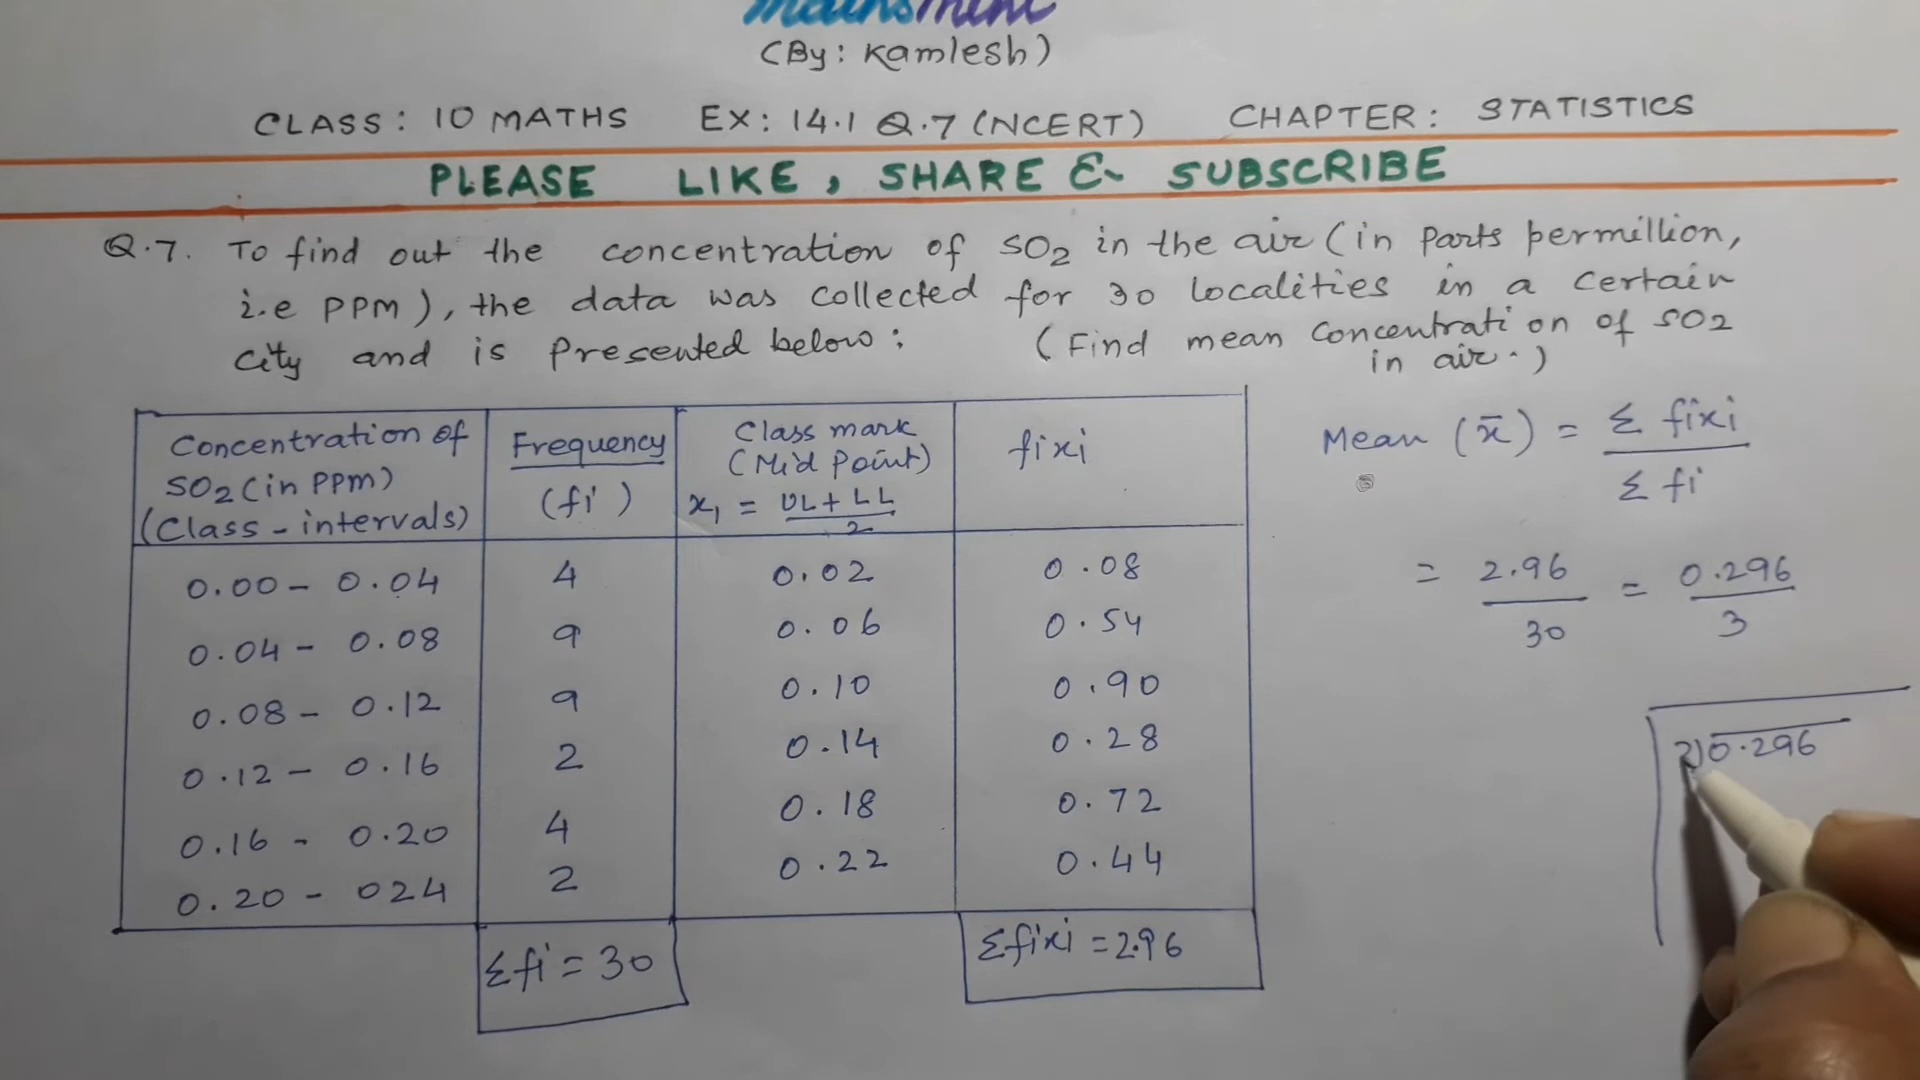 mathsmint
(By: Kamlesh)
CLASS: 10 MATHS EX: 14.1 Q.7 (NCERT) CHAPTER: STATISTICS
PLEASE LIKE, SHARE & SUBSCRIBE
Q.7. To find out the concentration of SO2 in the air (in Parts permillion,
i.e PPM), the data was collected for 30 localities in a certain
city and is Presented below: (Find mean concentration of SO2
in air.)
Concentration of SO2 (in PPm) (Class-intervals) Frequency (fi) Class mark (Mid Point) x1 = UL+LL/2 fixi
0.00 - 0.04 4 0.02 0.08
0.04 - 0.08 9 0.06 0.54
0.08 - 0.12 9 0.10 0.90
0.12 - 0.16 2 0.14 0.28
0.16 - 0.20 4 0.18 0.72
0.20 - 024 2 0.22 0.44
Σfi = 30 Σfixi = 2.96
Mean (x̄) = Σ fixi / Σ fi
= 2.96/30 = 0.296/3
3)0.296